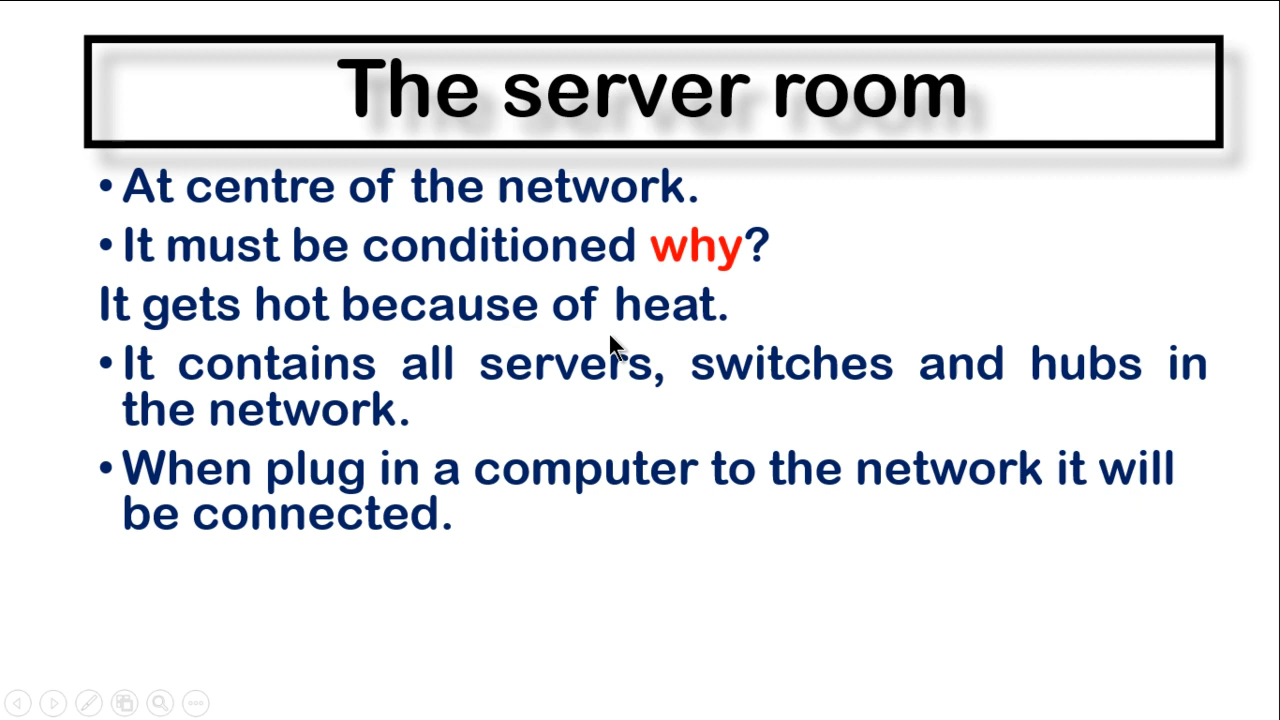 The server room
• At centre of the network.
• It must be conditioned why?
It gets hot because of heat.
• It contains all servers, switches and hubs in
the network.
• When plug in a computer to the network it will
be connected.